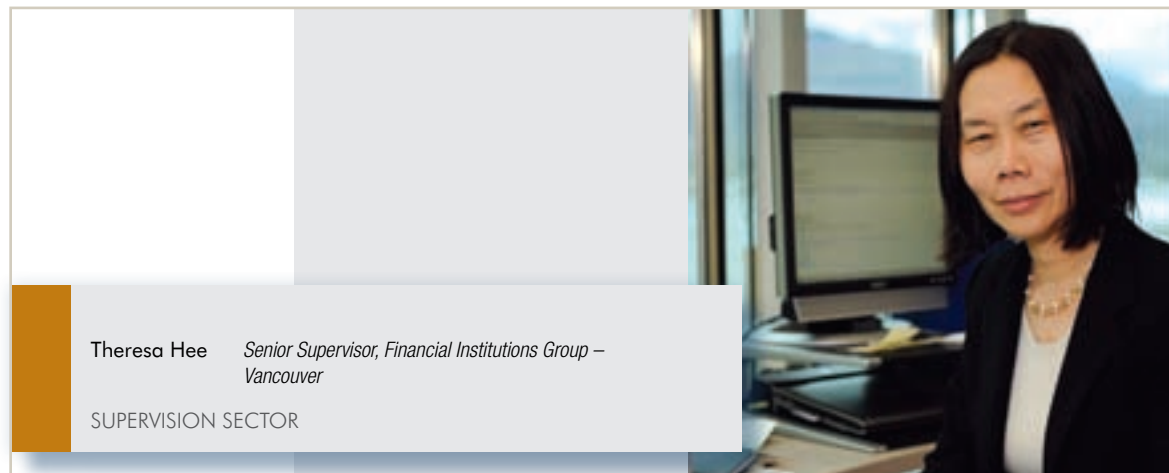 Theresa Hee Senior Supervisor, Financial Institutions Group –
Vancouver
SUPERVISION SECTOR